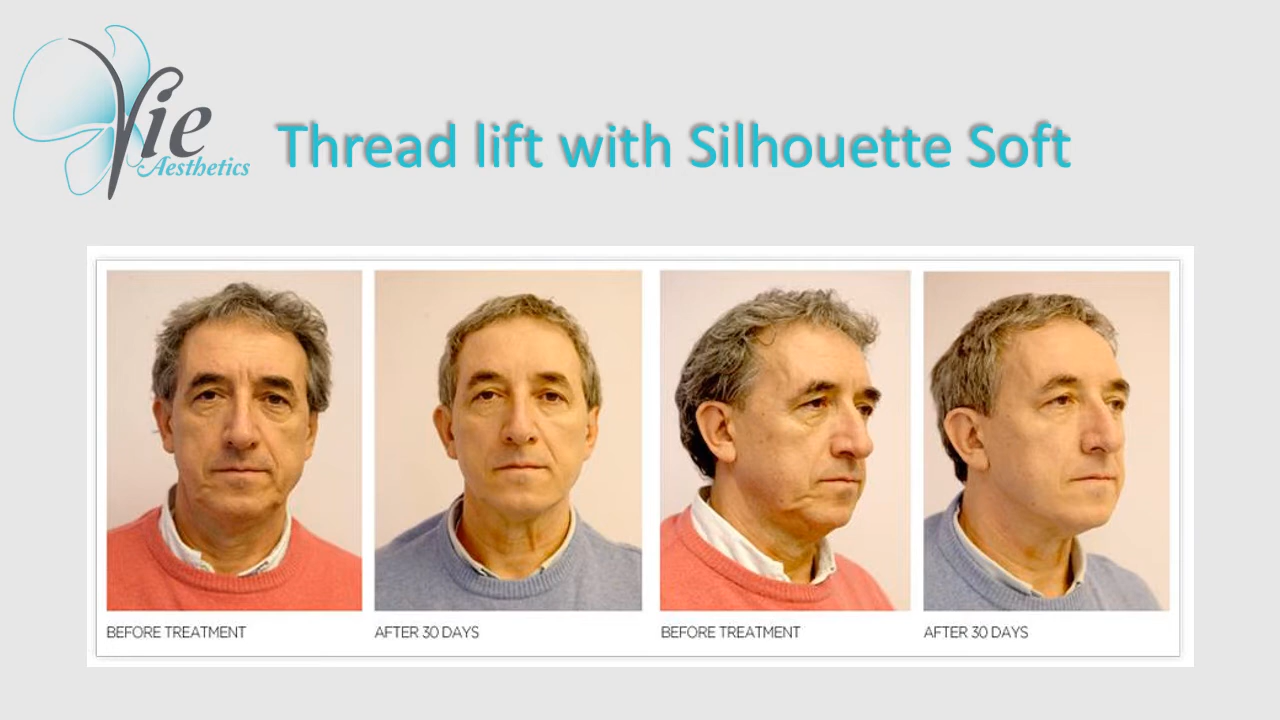 Vie
Aesthetics
Thread lift with Silhouette Soft
BEFORE TREATMENT
AFTER 30 DAYS
BEFORE TREATMENT
AFTER 30 DAYS